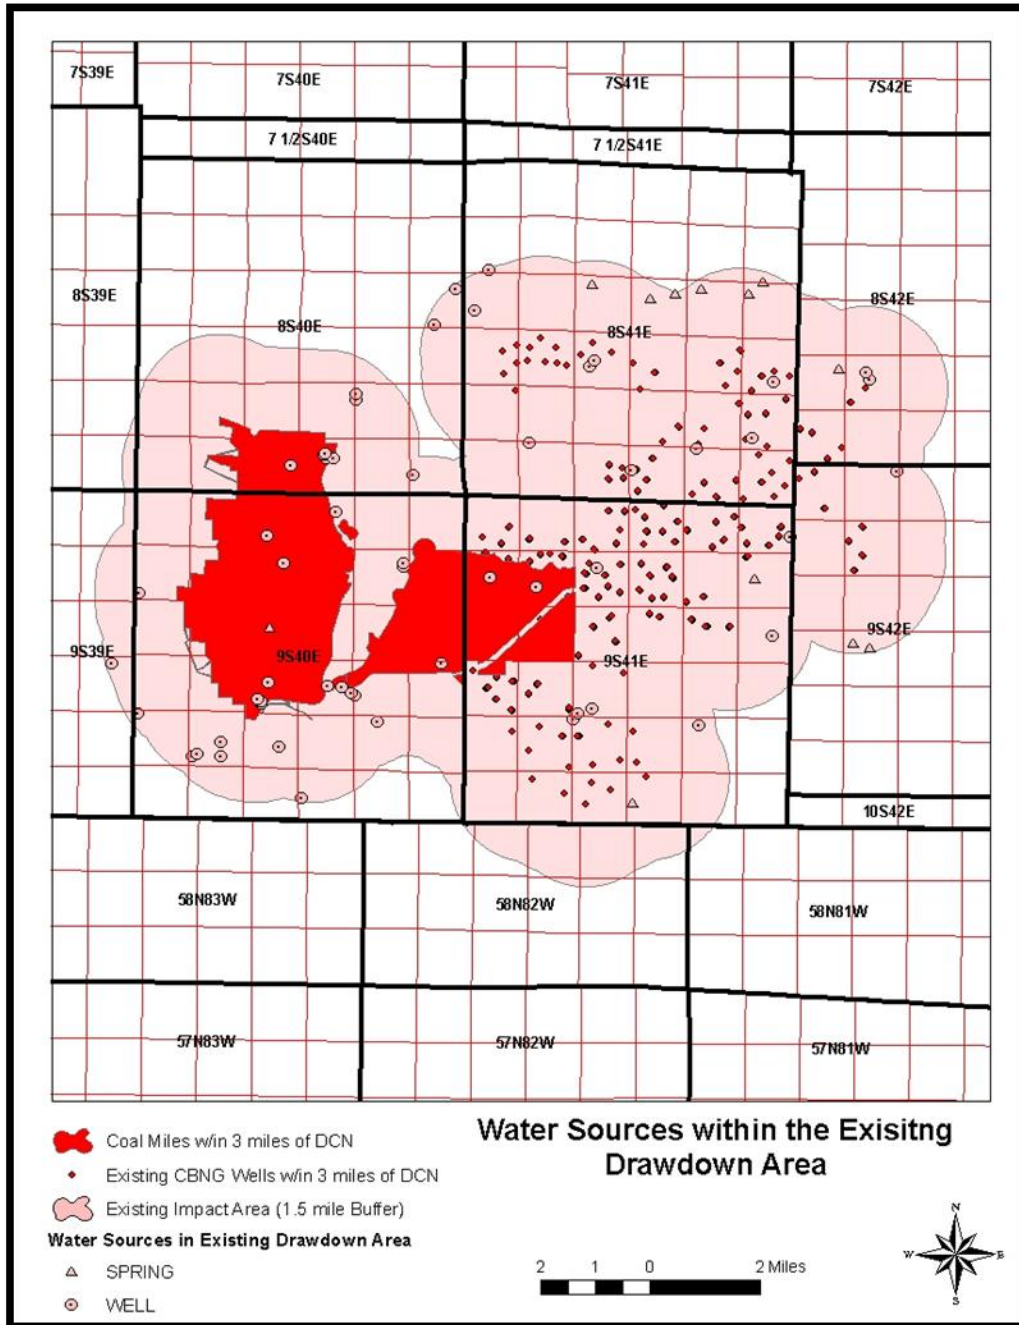 7S39E
7S40E
7S41E
7S42E
7 1/2S40E
7 1/2S41E
8S39E
8S40E
8S41E
8S42E
9S39E
9S40E
9S41E
9S42E
10S42E
58N83W
58N82W
58N81W
57N83W
57N82W
57N81W
Water Sources within the Exisitng
Drawdown Area
Coal Miles w/in 3 miles of DCN
Existing CBNG Wells w/in 3 miles of DCN
Existing Impact Area (1.5 mile Buffer)
Water Sources in Existing Drawdown Area
SPRING
WELL
2 1 0 2 Miles
N
W E
S